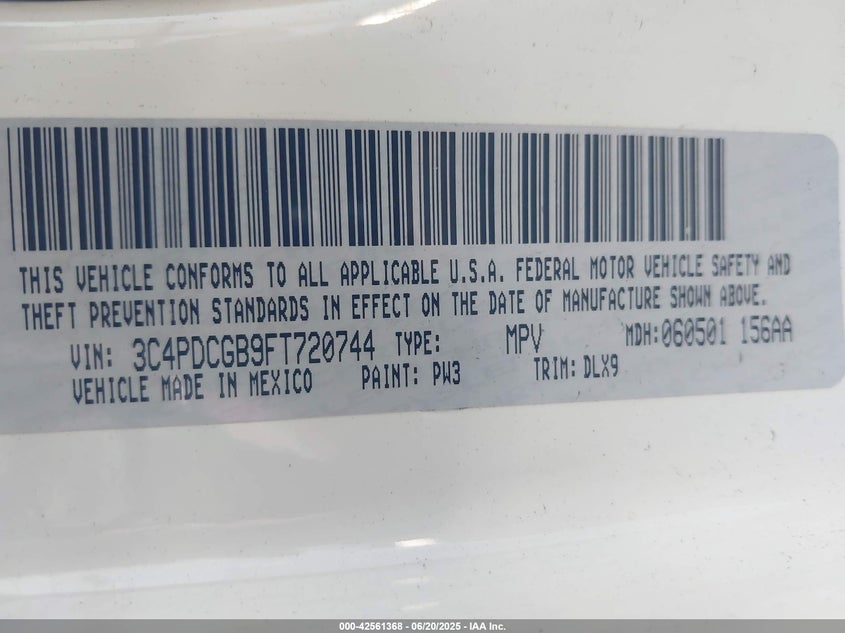 THIS VEHICLE CONFORMS TO ALL APPLICABLE U.S.A. FEDERAL MOTOR VEHICLE SAFETY AND
THEFT PREVENTION STANDARDS IN EFFECT ON THE DATE OF MANUFACTURE SHOWN ABOVE.
VIN: 3C4PDCGB9FT720744 TYPE: MPV MDH:060501 156AA
VEHICLE MADE IN MEXICO PAINT: PW3 TRIM: DLX9
000-42561368 - 06/20/2025 - IAA Inc.